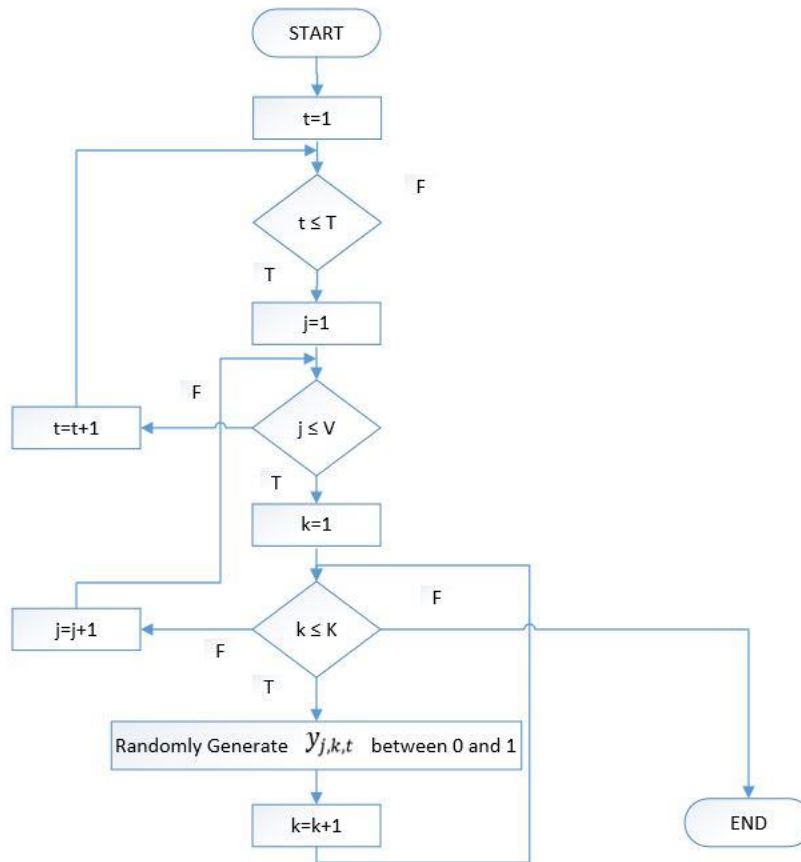 START
t=1
F
t ≤ T
T
j=1
F
t=t+1
j ≤ V
T
k=1
F
j=j+1
k ≤ K
F
T
Randomly Generate y_{j,k,t} between 0 and 1
k=k+1
END